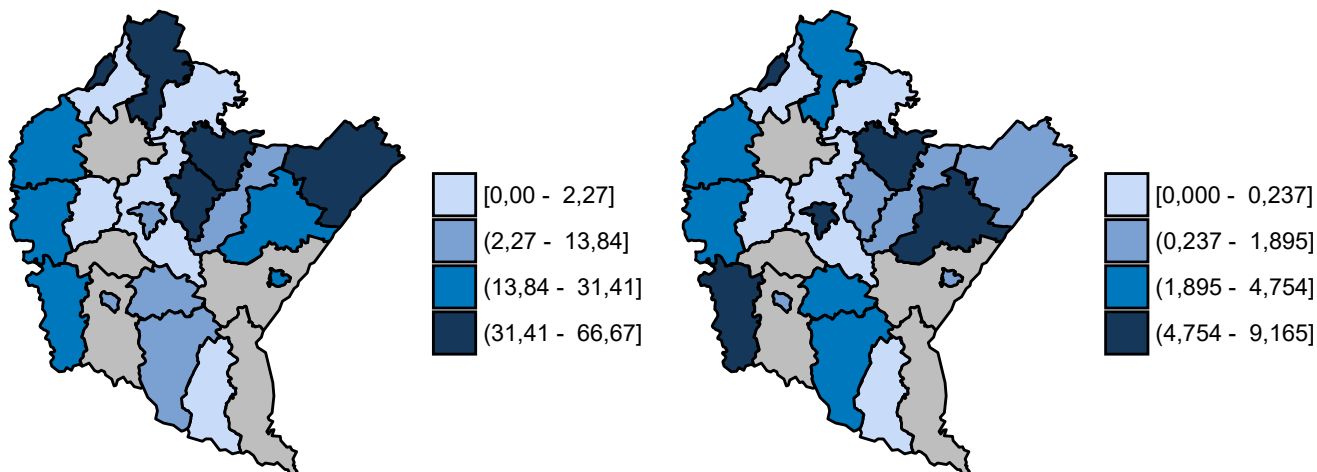 [0,00 - 2,27]
(2,27 - 13,84]
(13,84 - 31,41]
(31,41 - 66,67]
[0,000 - 0,237]
(0,237 - 1,895]
(1,895 - 4,754]
(4,754 - 9,165]